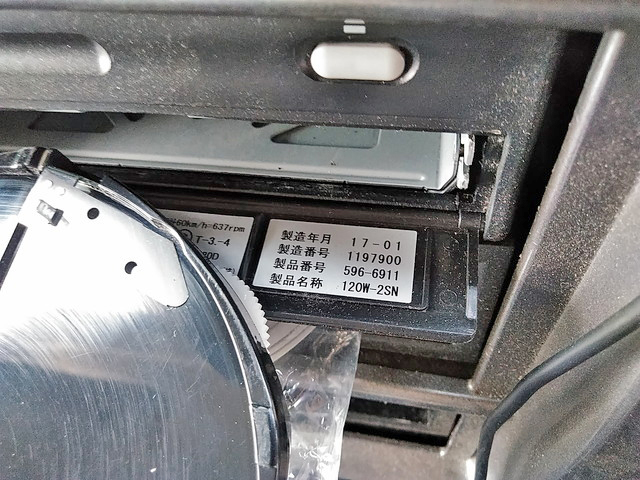 60km/h=637rpm
T-3.-4
製造年月 17-01
製造番号 1197900
製品番号 596-6911
製品名称 120W-2SN